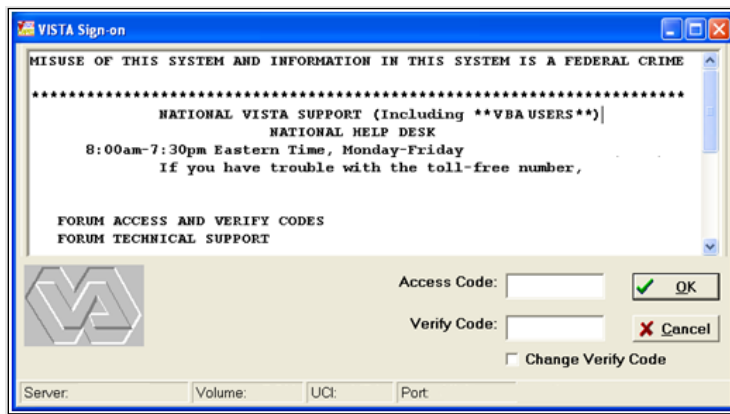 VISTA Sign-on
MISUSE OF THIS SYSTEM AND INFORMATION IN THIS SYSTEM IS A FEDERAL CRIME
***********************************************************************
NATIONAL VISTA SUPPORT (Including **VBA USERS**)
NATIONAL HELP DESK
8:00am-7:30pm Eastern Time, Monday-Friday
If you have trouble with the toll-free number,
FORUM ACCESS AND VERIFY CODES
FORUM TECHNICAL SUPPORT
Access Code: OK
Verify Code: Cancel
Change Verify Code
Server: Volume: UCI: Port: